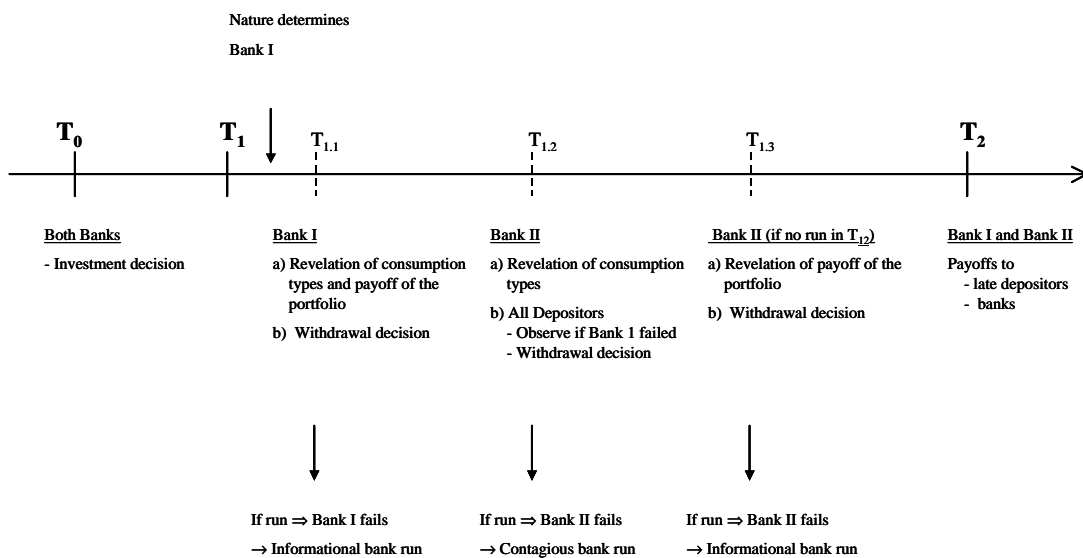 Nature determines
Bank I
T0
T1
T1.1
T1.2
T1.3
T2
Both Banks
- Investment decision
Bank I
a) Revelation of consumption
types and payoff of the
portfolio
b) Withdrawal decision
Bank II
a) Revelation of consumption
types
b) All Depositors
- Observe if Bank 1 failed
- Withdrawal decision
Bank II (if no run in T12)
a) Revelation of payoff of the
portfolio
b) Withdrawal decision
Bank I and Bank II
Payoffs to
- late depositors
- banks
If run ⇒ Bank I fails
→ Informational bank run
If run ⇒ Bank II fails
→ Contagious bank run
If run ⇒ Bank II fails
→ Informational bank run